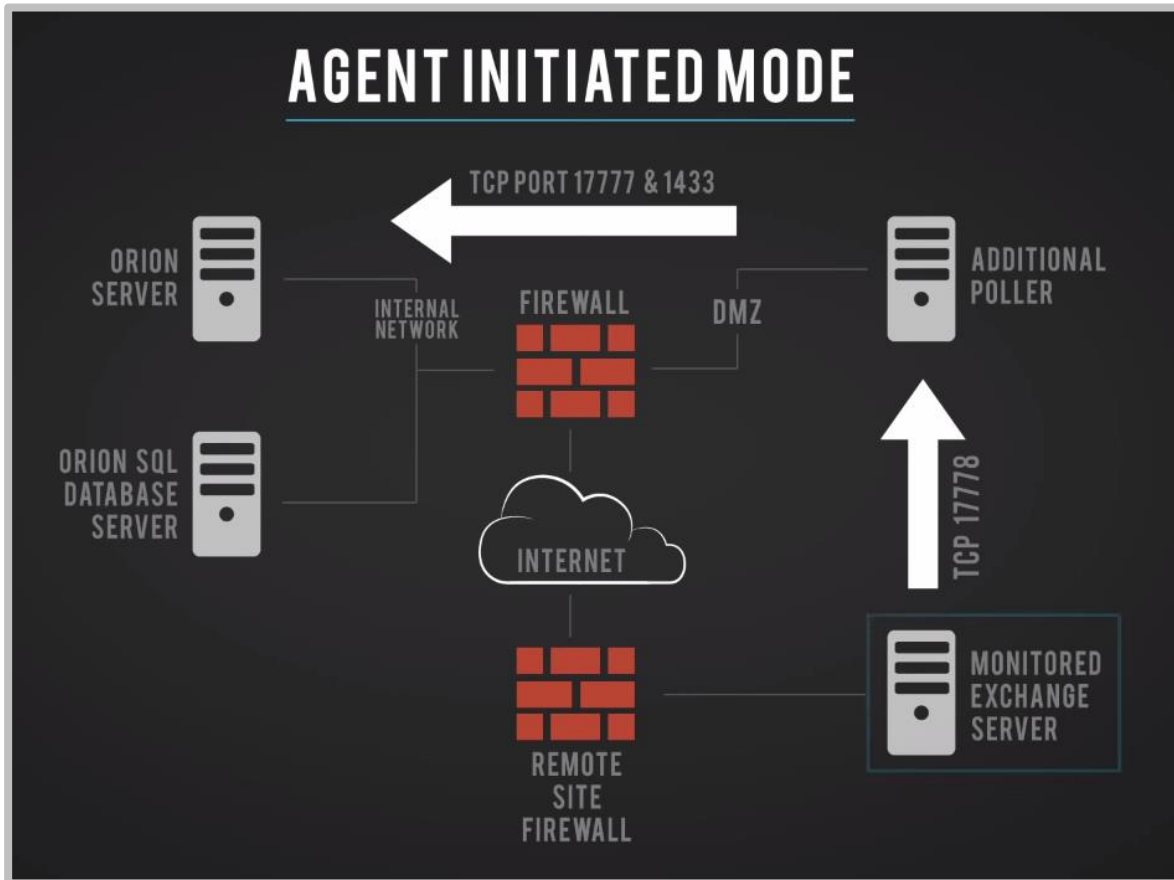 AGENT INITIATED MODE
TCP PORT 17777 & 1433
ORION
SERVER
INTERNAL
NETWORK
FIREWALL
DMZ
ADDITIONAL
POLLER
ORION SQL
DATABASE
SERVER
INTERNET
TCP 17778
REMOTE
SITE
FIREWALL
MONITORED
EXCHANGE
SERVER